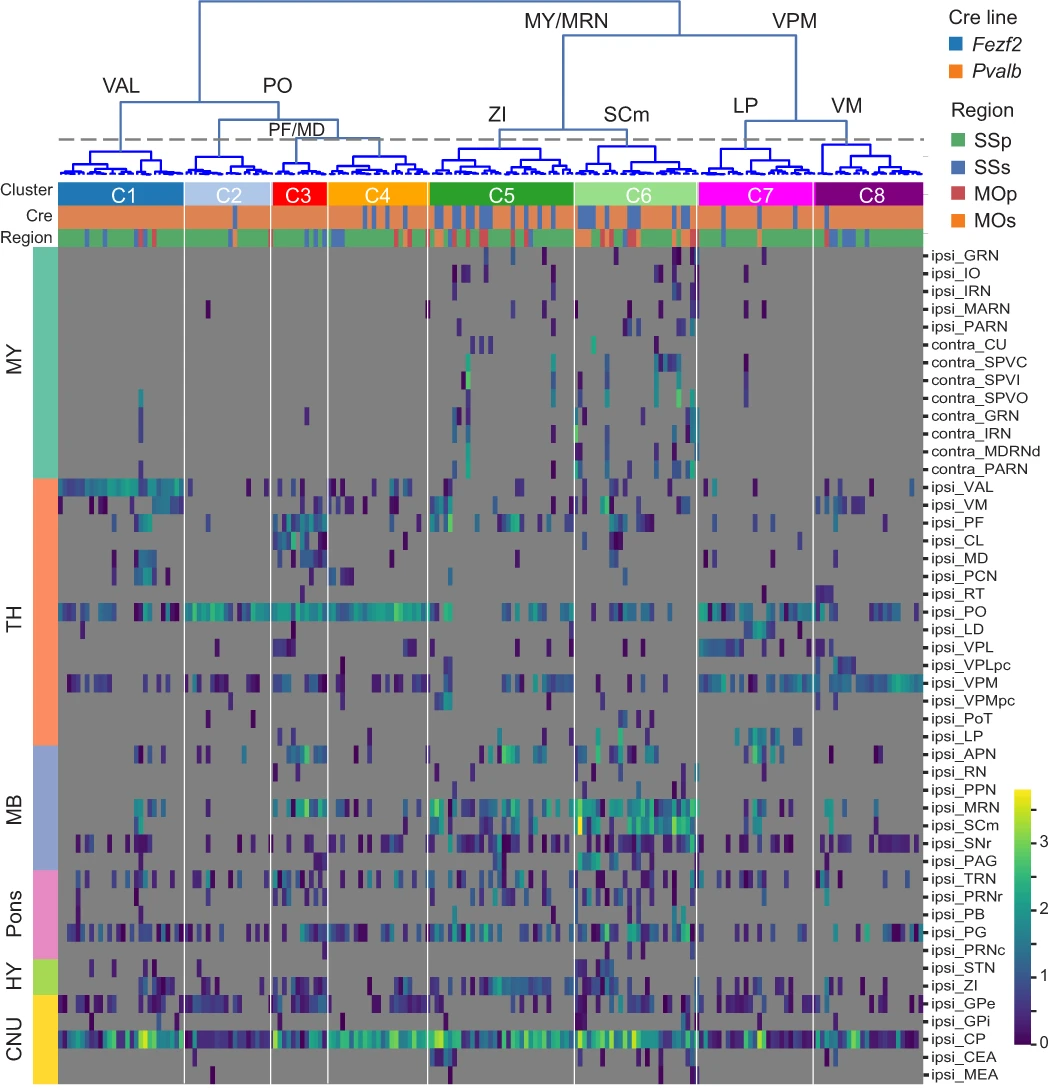 MY/MRN
VPM
VAL
PO
PF/MD
ZI
SCm
LP
VM
Cre line
Fezf2
Pvalb
Region
SSp
SSs
MOp
MOs
Cluster
C1
C2
C3
C4
C5
C6
C7
C8
Cre
Region
MY
TH
MB
Pons
HY
CNU
ipsi_GRN
ipsi_IO
ipsi_IRN
ipsi_MARN
ipsi_PARN
contra_CU
contra_SPVC
contra_SPVI
contra_SPVO
contra_GRN
contra_IRN
contra_MDRNd
contra_PARN
ipsi_VAL
ipsi_VM
ipsi_PF
ipsi_CL
ipsi_MD
ipsi_PCN
ipsi_RT
ipsi_PO
ipsi_LD
ipsi_VPL
ipsi_VPLpc
ipsi_VPM
ipsi_VPMpc
ipsi_PoT
ipsi_LP
ipsi_APN
ipsi_RN
ipsi_PPN
ipsi_MRN
ipsi_SCm
ipsi_SNr
ipsi_PAG
ipsi_TRN
ipsi_PRNr
ipsi_PB
ipsi_PG
ipsi_PRNc
ipsi_STN
ipsi_ZI
ipsi_GPe
ipsi_GPi
ipsi_CP
ipsi_CEA
ipsi_MEA
3
2
1
0